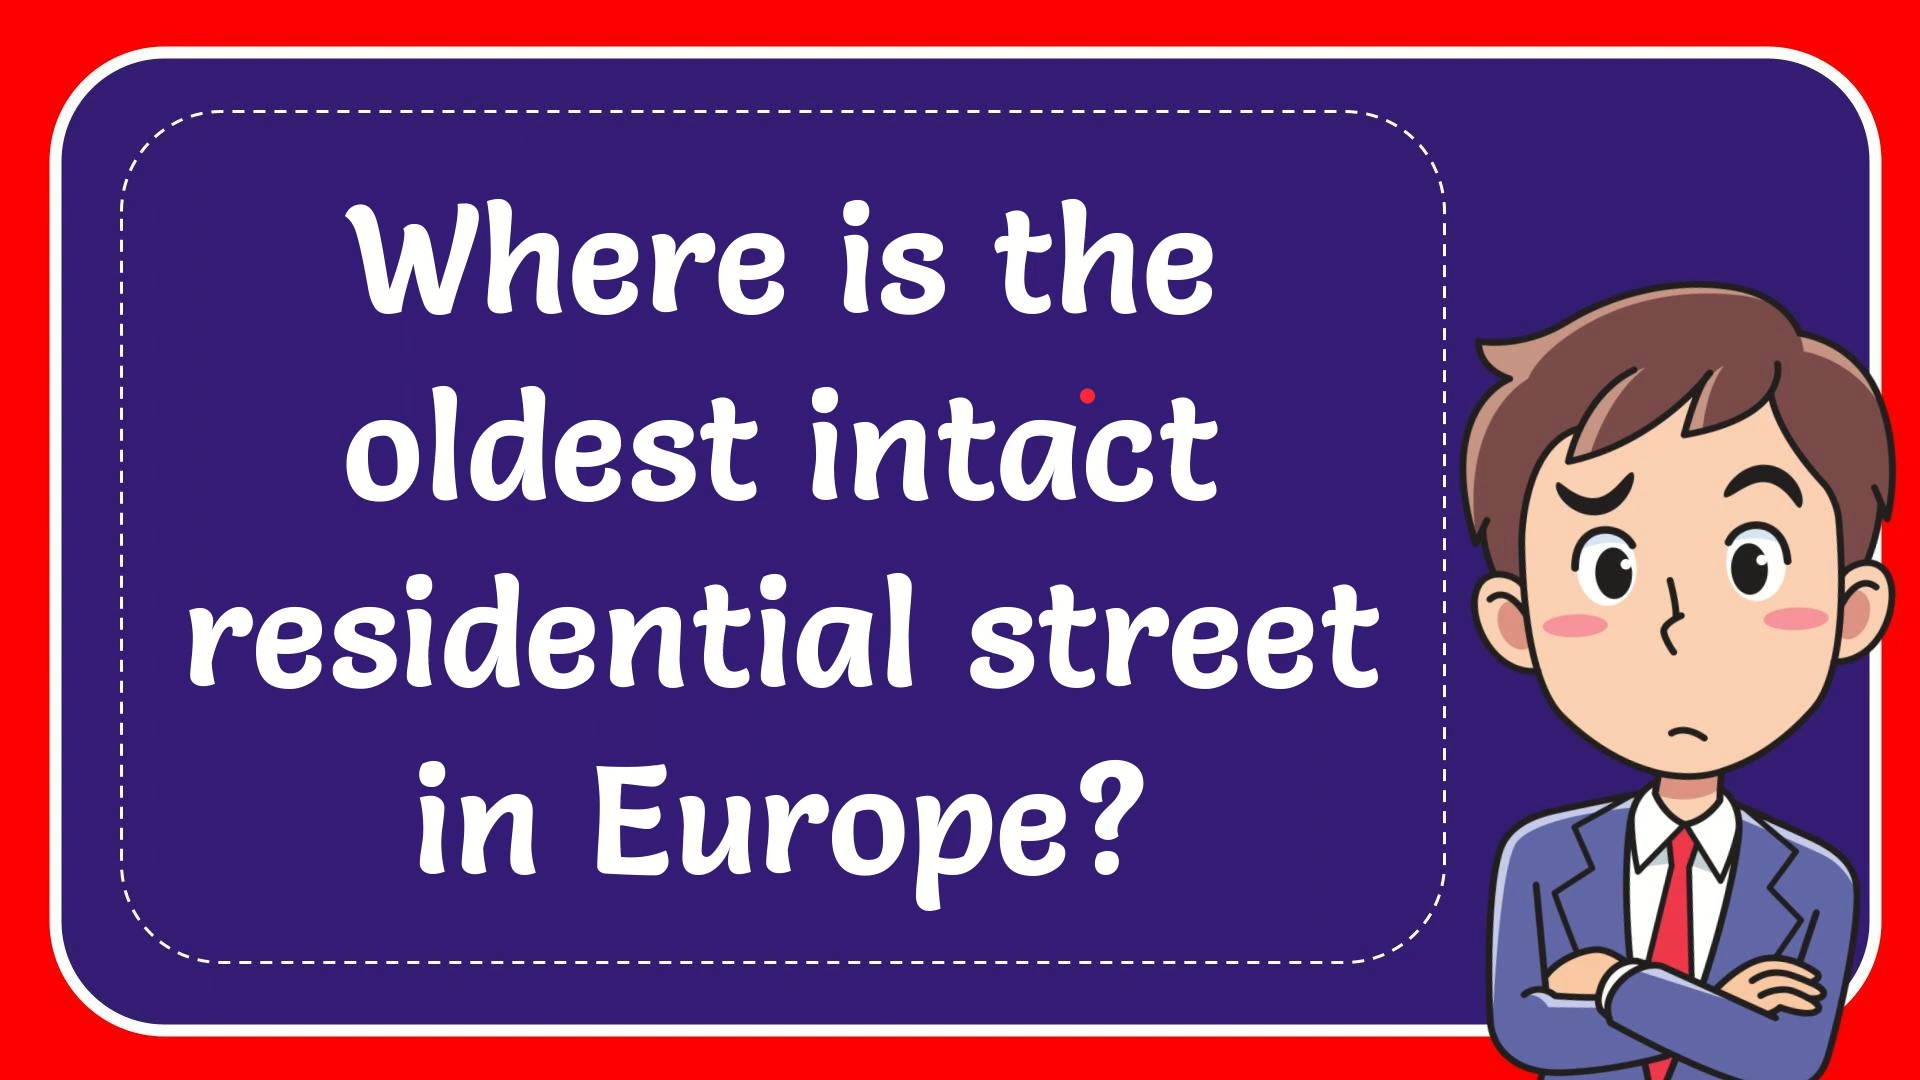 Where is the
oldest intact
residential street
in Europe?